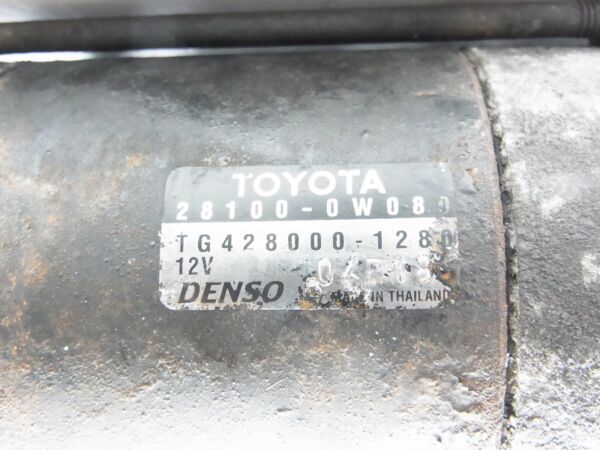 TOYOTA
28100-0W080
TG428000-1280
12V
DENSO MADE IN THAILAND